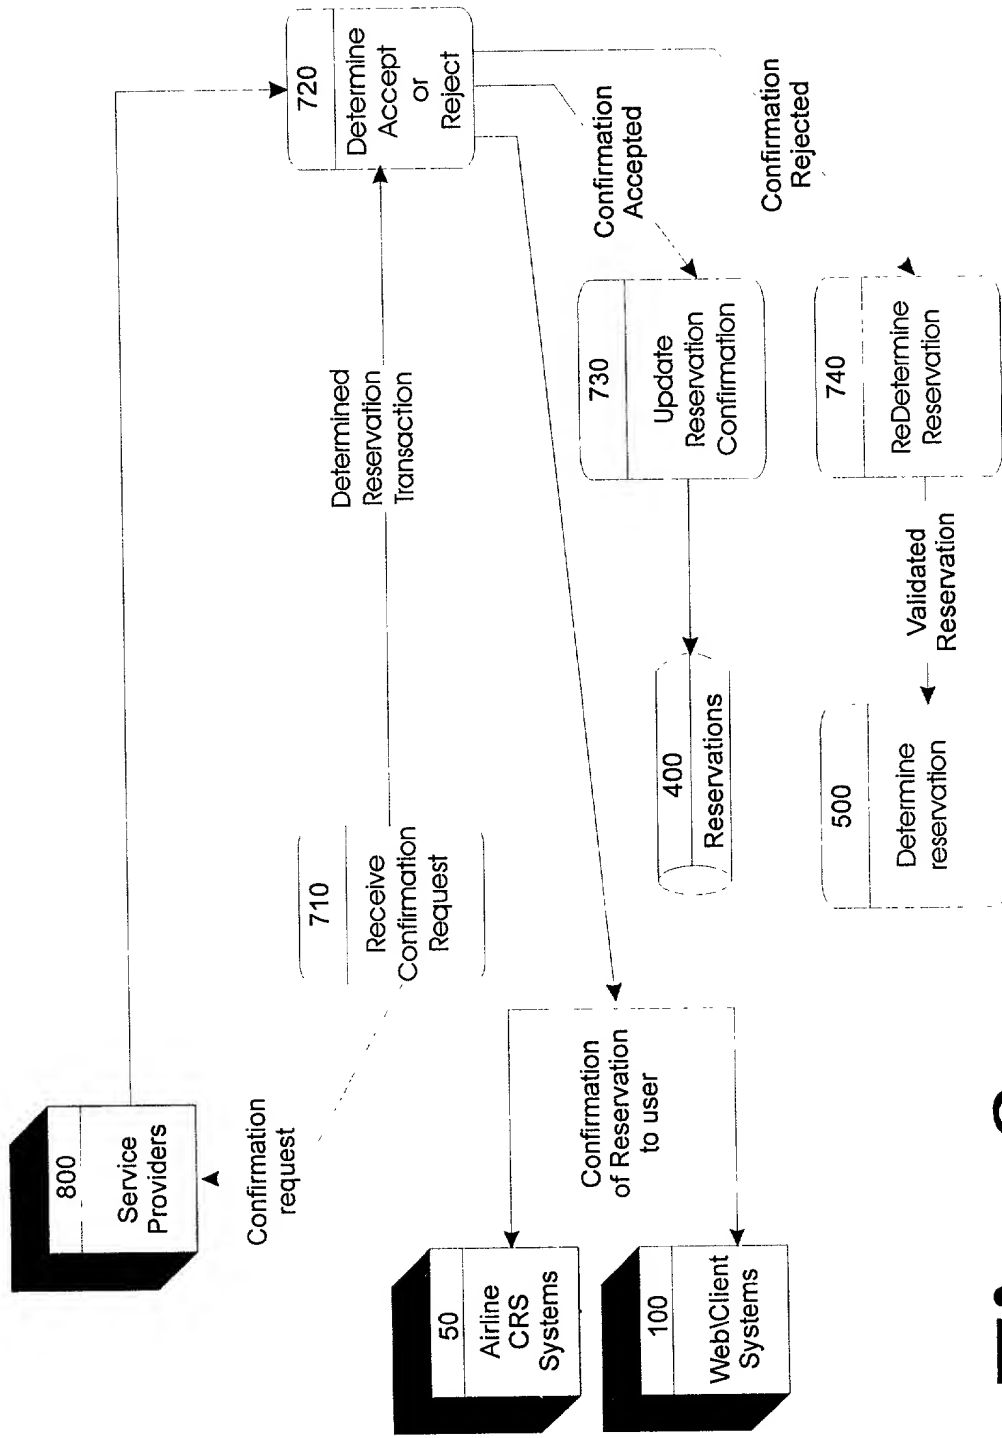 800
Service
Providers
Confirmation
request
710
Receive
Confirmation
Request
Determined
Reservation
Transaction
720
Determine
Accept
or
Reject
50
Airline
CRS
Systems
100
Web\Client
Systems
Confirmation
of Reservation
to user
Confirmation
Accepted
Confirmation
Rejected
730
Update
Reservation
Confirmation
400
Reservations
740
ReDetermine
Reservation
Validated
Reservation
500
Determine
reservation